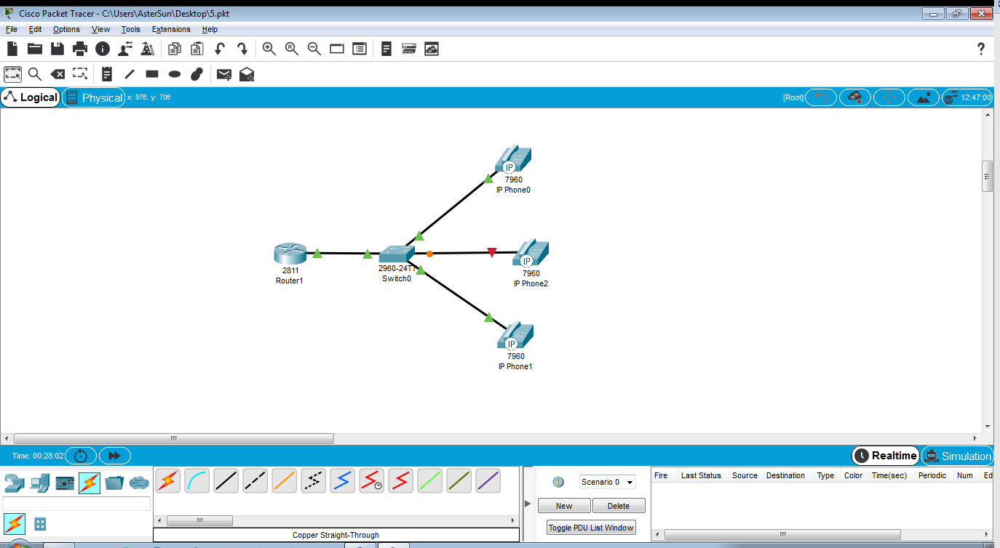 Cisco Packet Tracer - C:\Users\AsterSun\Desktop\5.pkt
File Edit Options View Tools Extensions Help
?
Logical Physical x: 976, y: 706 [Root] 12:47:00
IP
7960
IP Phone0
IP
7960
IP Phone2
2811
Router1
2960-24TT
Switch0
IP
7960
IP Phone1
Time: 00:28:02 Realtime Simulation
Scenario 0
Fire Last Status Source Destination Type Color Time(sec) Periodic Num Ed
New Delete
Toggle PDU List Window
Copper Straight-Through